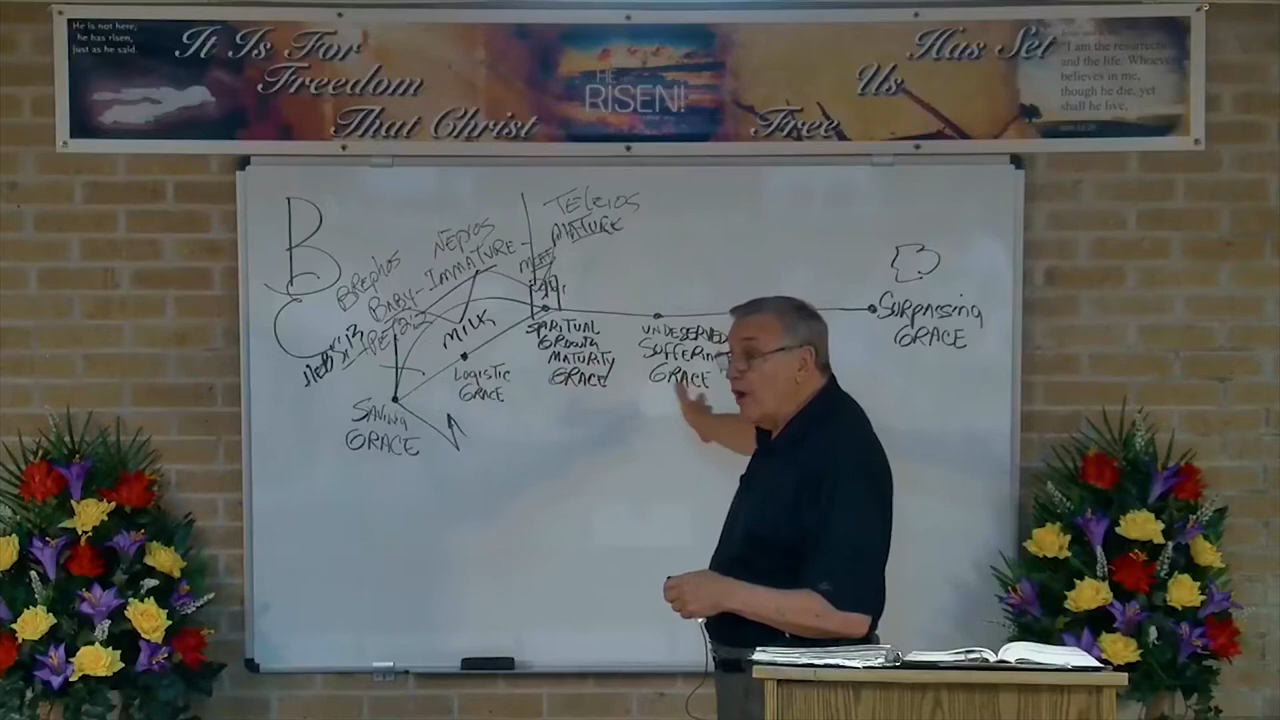 He is not here;
he has risen,
just as he said.
It Is For
Freedom
That Christ
HE
IS
RISEN!
Has Set
Us
Free
"I am the resurrection
and the life. Whoever
believes in me,
though he die, yet
shall he live.
B
C
BREPHOS
BABY-
NEPIOS
IMMATURE
TELEIOS
MATURE
MEAT
MILK
SAVING
GRACE
LOGISTIC
GRACE
SPIRITUAL
GROWTH
MATURITY
GRACE
UNDESERVED
SUFFERING
GRACE
SURPASSING
GRACE